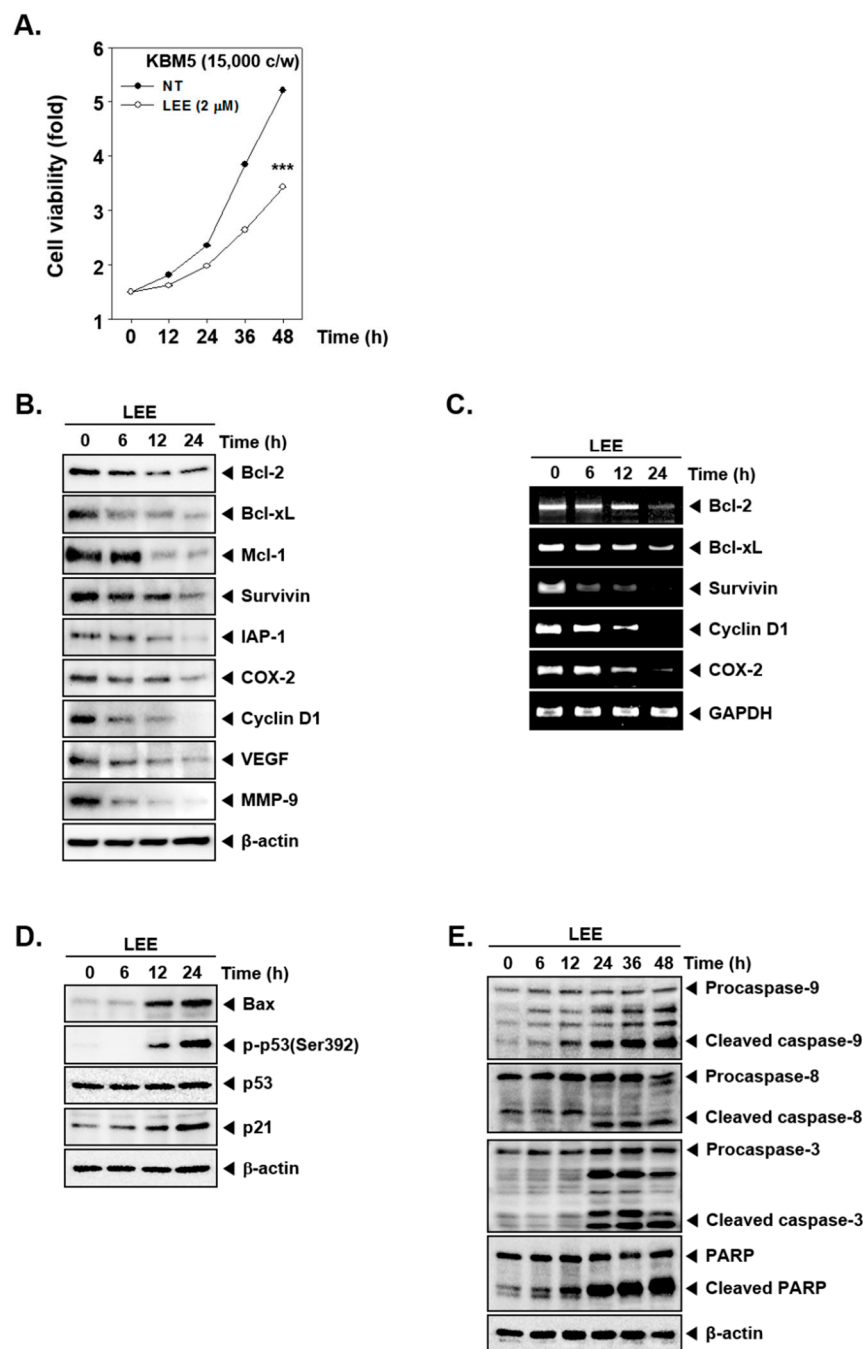 A.
KBM5 (15,000 c/w)
NT
LEE (2 μM)
***
Cell viability (fold)
6
5
4
3
2
1
0 12 24 36 48 Time (h)
B.
LEE
0 6 12 24 Time (h)
Bcl-2
Bcl-xL
Mcl-1
Survivin
IAP-1
COX-2
Cyclin D1
VEGF
MMP-9
β-actin
C.
LEE
0 6 12 24 Time (h)
Bcl-2
Bcl-xL
Survivin
Cyclin D1
COX-2
GAPDH
D.
LEE
0 6 12 24 Time (h)
Bax
p-p53(Ser392)
p53
p21
β-actin
E.
LEE
0 6 12 24 36 48 Time (h)
Procaspase-9
Cleaved caspase-9
Procaspase-8
Cleaved caspase-8
Procaspase-3
Cleaved caspase-3
PARP
Cleaved PARP
β-actin